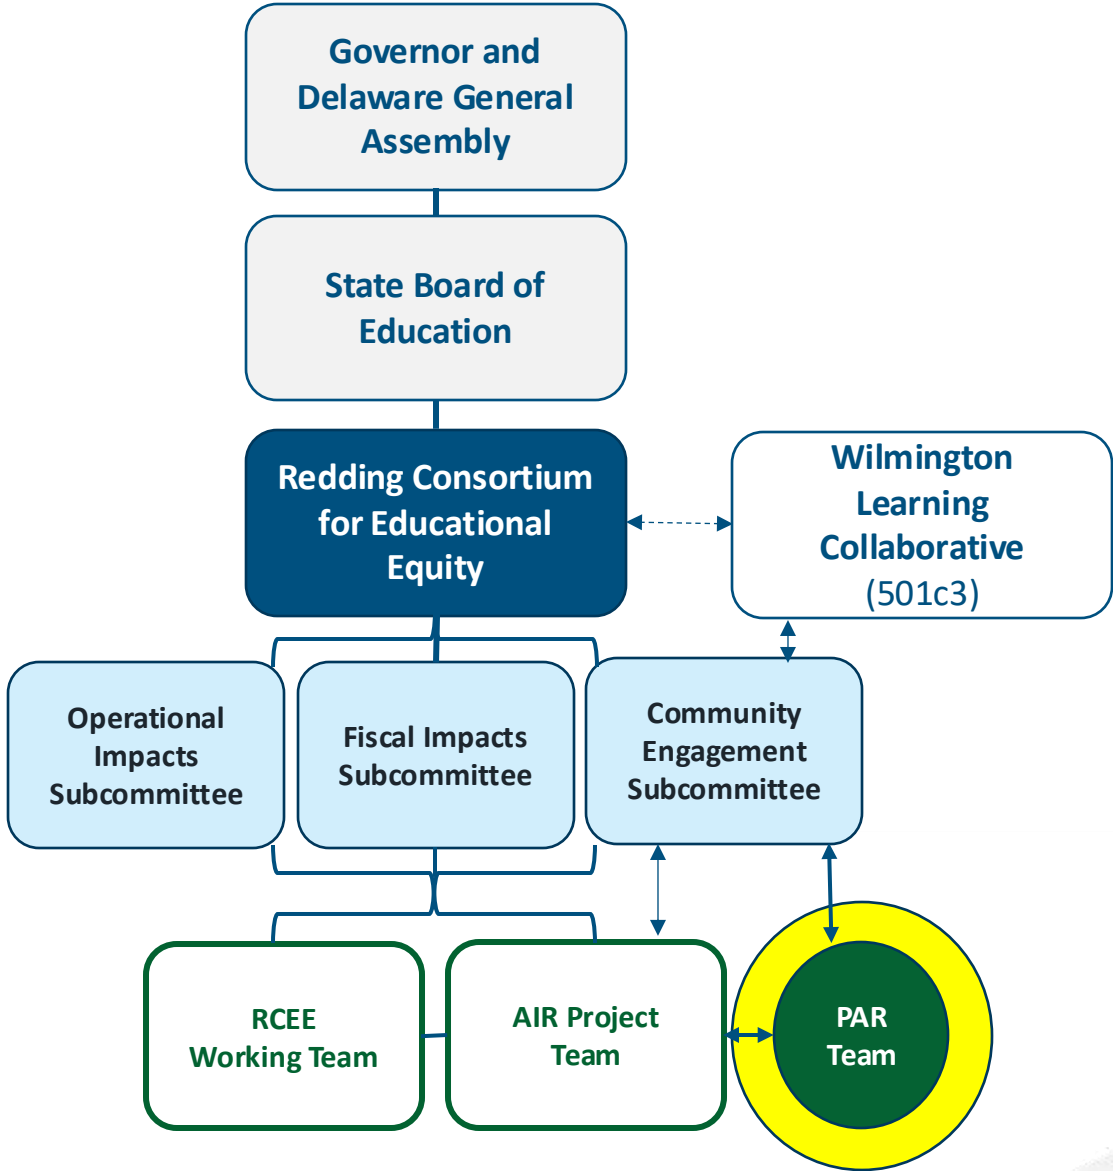 Governor and
Delaware General
Assembly
State Board of
Education
Redding Consortium
for Educational
Equity
Wilmington
Learning
Collaborative
(501c3)
Operational
Impacts
Subcommittee
Fiscal Impacts
Subcommittee
Community
Engagement
Subcommittee
RCEE
Working Team
AIR Project
Team
PAR
Team